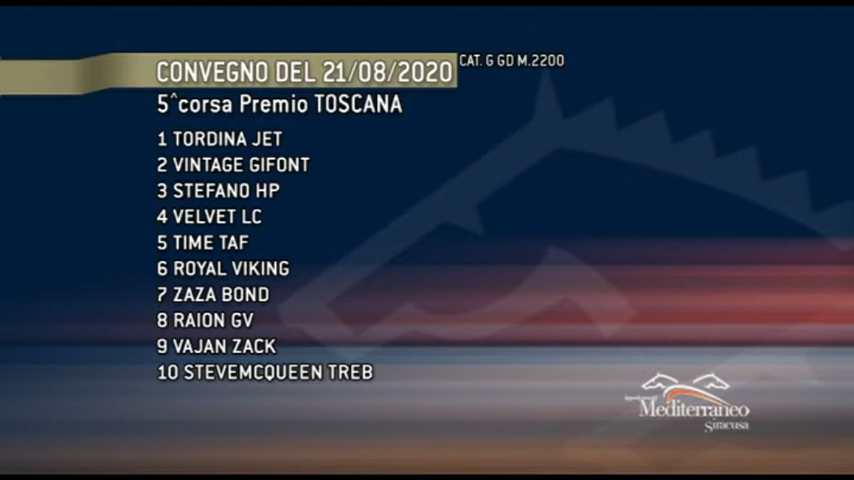 CONVEGNO DEL 21/08/2020 CAT. G GD M.2200
5^corsa Premio TOSCANA
1 TORDINA JET
2 VINTAGE GIFONT
3 STEFANO HP
4 VELVET LC
5 TIME TAF
6 ROYAL VIKING
7 ZAZA BOND
8 RAION GV
9 VAJAN ZACK
10 STEVEMCQUEEN TREB
Mediterraneo
Siracusa